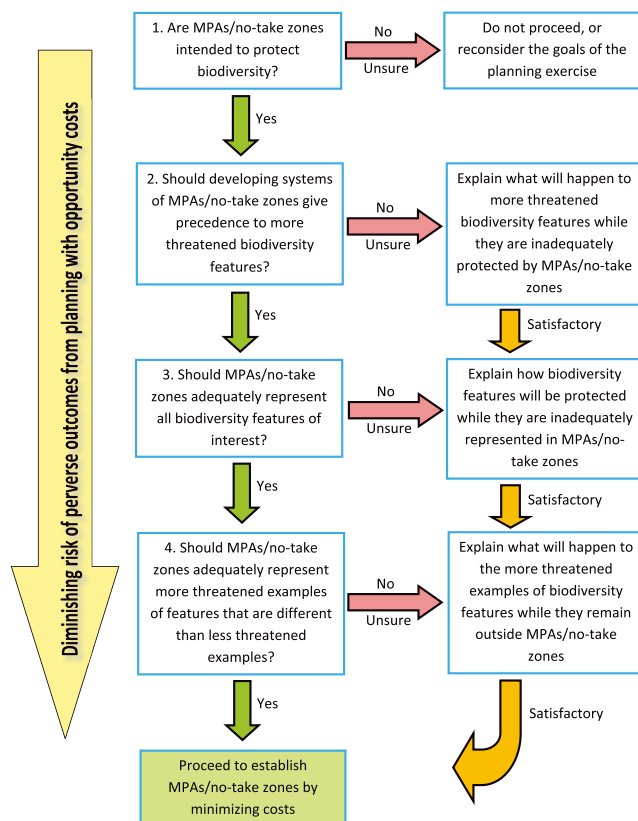 Diminishing risk of perverse outcomes from planning with opportunity costs
1. Are MPAs/no-take zones
intended to protect
biodiversity?
No
Unsure
Do not proceed, or
reconsider the goals of the
planning exercise
Yes
2. Should developing systems
of MPAs/no-take zones give
precedence to more
threatened biodiversity
features?
No
Unsure
Explain what will happen to
more threatened
biodiversity features while
they are inadequately
protected by MPAs/no-take
zones
Yes
Satisfactory
3. Should MPAs/no-take
zones adequately represent
all biodiversity features of
interest?
No
Unsure
Explain how biodiversity
features will be protected
while they are inadequately
represented in MPAs/no-
take zones
Yes
Satisfactory
4. Should MPAs/no-take
zones adequately represent
more threatened examples
of features that are different
than less threatened
examples?
No
Unsure
Explain what will happen to
the more threatened
examples of biodiversity
features while they remain
outside MPAs/no-take
zones
Yes
Satisfactory
Proceed to establish
MPAs/no-take zones by
minimizing costs